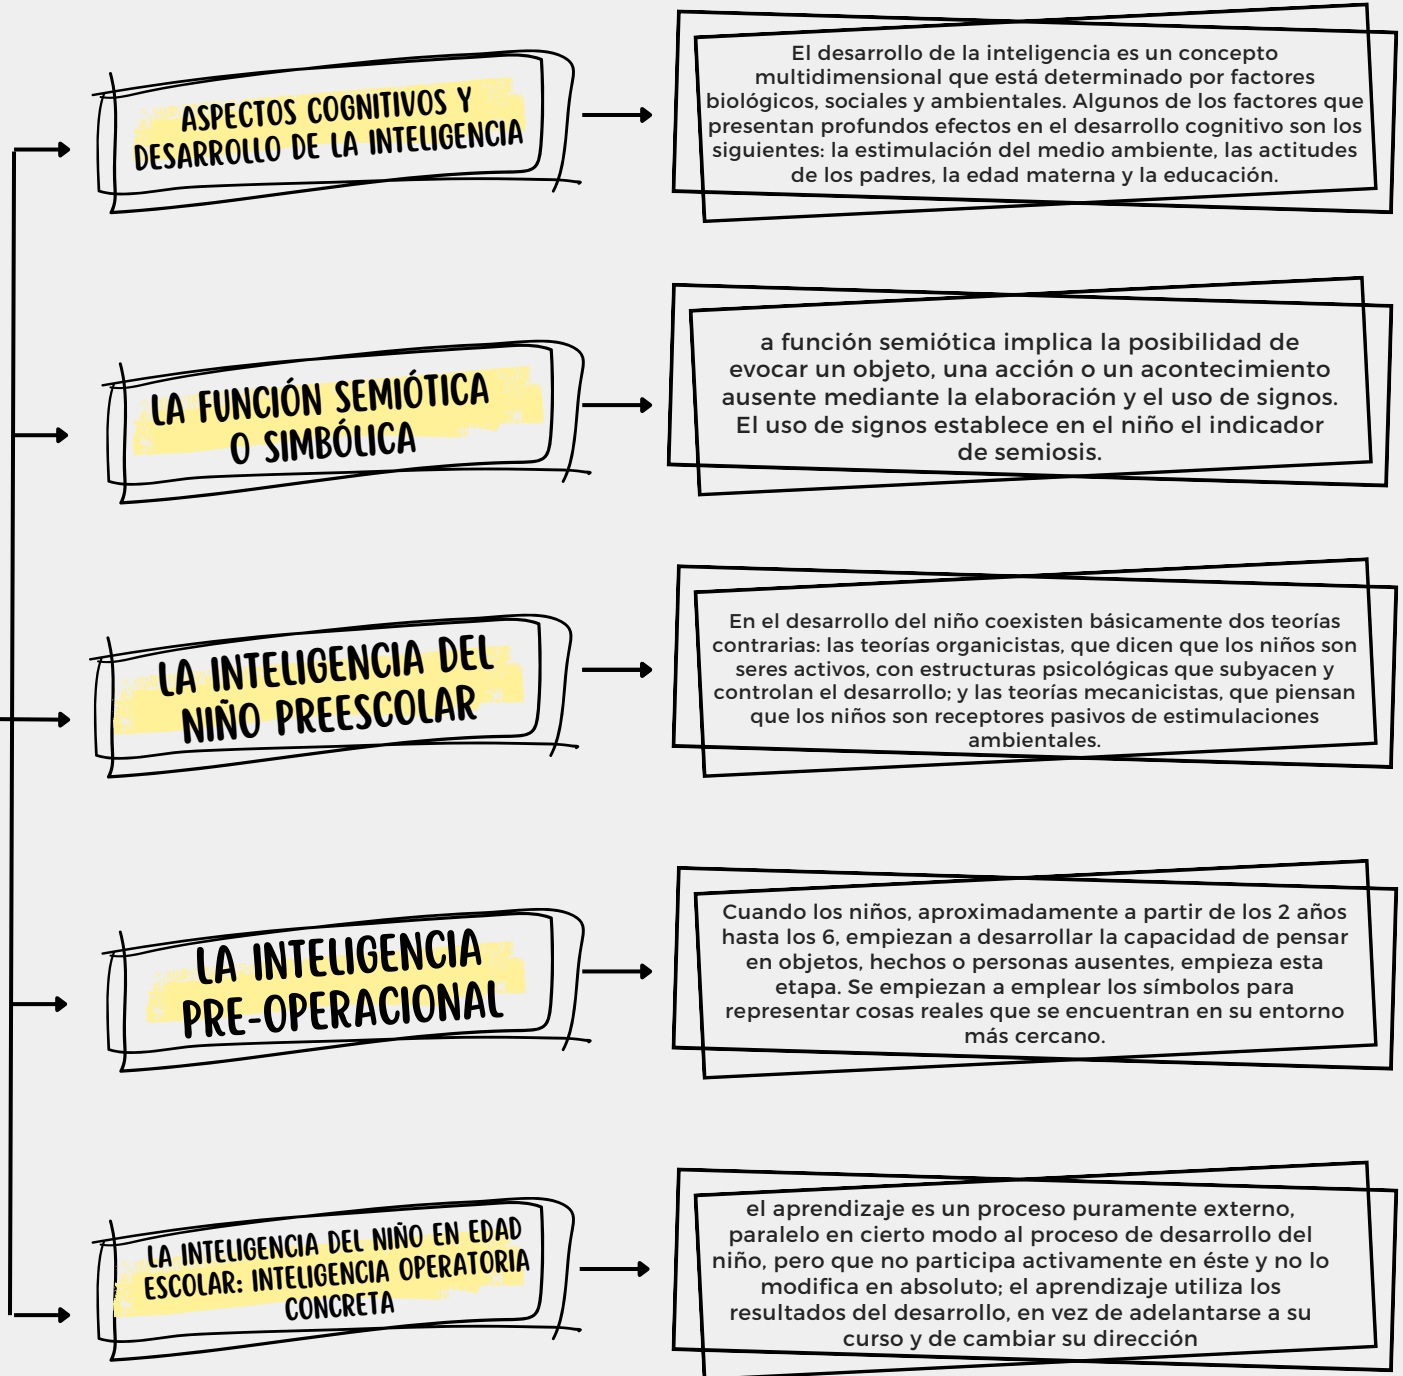 ASPECTOS COGNITIVOS Y
DESARROLLO DE LA INTELIGENCIA
El desarrollo de la inteligencia es un concepto
multidimensional que está determinado por factores
biológicos, sociales y ambientales. Algunos de los factores que
presentan profundos efectos en el desarrollo cognitivo son los
siguientes: la estimulación del medio ambiente, las actitudes
de los padres, la edad materna y la educación.
LA FUNCIÓN SEMIÓTICA
O SIMBÓLICA
a función semiótica implica la posibilidad de
evocar un objeto, una acción o un acontecimiento
ausente mediante la elaboración y el uso de signos.
El uso de signos establece en el niño el indicador
de semiosis.
LA INTELIGENCIA DEL
NIÑO PREESCOLAR
En el desarrollo del niño coexisten básicamente dos teorías
contrarias: las teorías organicistas, que dicen que los niños son
seres activos, con estructuras psicológicas que subyacen y
controlan el desarrollo; y las teorías mecanicistas, que piensan
que los niños son receptores pasivos de estimulaciones
ambientales.
LA INTELIGENCIA
PRE-OPERACIONAL
Cuando los niños, aproximadamente a partir de los 2 años
hasta los 6, empiezan a desarrollar la capacidad de pensar
en objetos, hechos o personas ausentes, empieza esta
etapa. Se empiezan a emplear los símbolos para
representar cosas reales que se encuentran en su entorno
más cercano.
LA INTELIGENCIA DEL NIÑO EN EDAD
ESCOLAR: INTELIGENCIA OPERATORIA
CONCRETA
el aprendizaje es un proceso puramente externo,
paralelo en cierto modo al proceso de desarrollo del
niño, pero que no participa activamente en éste y no lo
modifica en absoluto; el aprendizaje utiliza los
resultados del desarrollo, en vez de adelantarse a su
curso y de cambiar su dirección